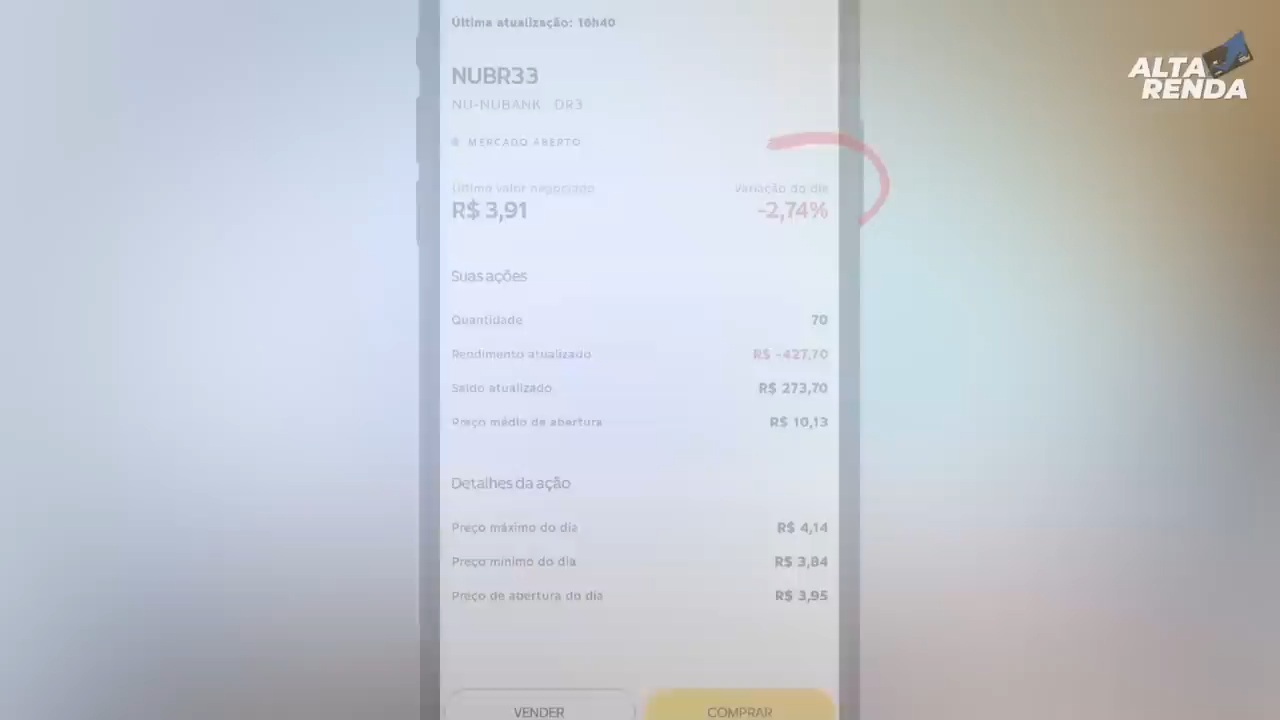 Última atualização: 16h40
ALTA
RENDA
NUBR33
NU-NUBANK DR3
MERCADO ABERTO
Último valor negociado
Variação do dia
R$ 3,91
-2,74%
Suas ações
Quantidade
70
Rendimento atualizado
R$ -427,70
Saldo atualizado
R$ 273,70
Preço médio de abertura
R$ 10,13
Detalhes da ação
Preço máximo do dia
R$ 4,14
Preço mínimo do dia
R$ 3,84
Preço de abertura do dia
R$ 3,95
VENDER
COMPRAR